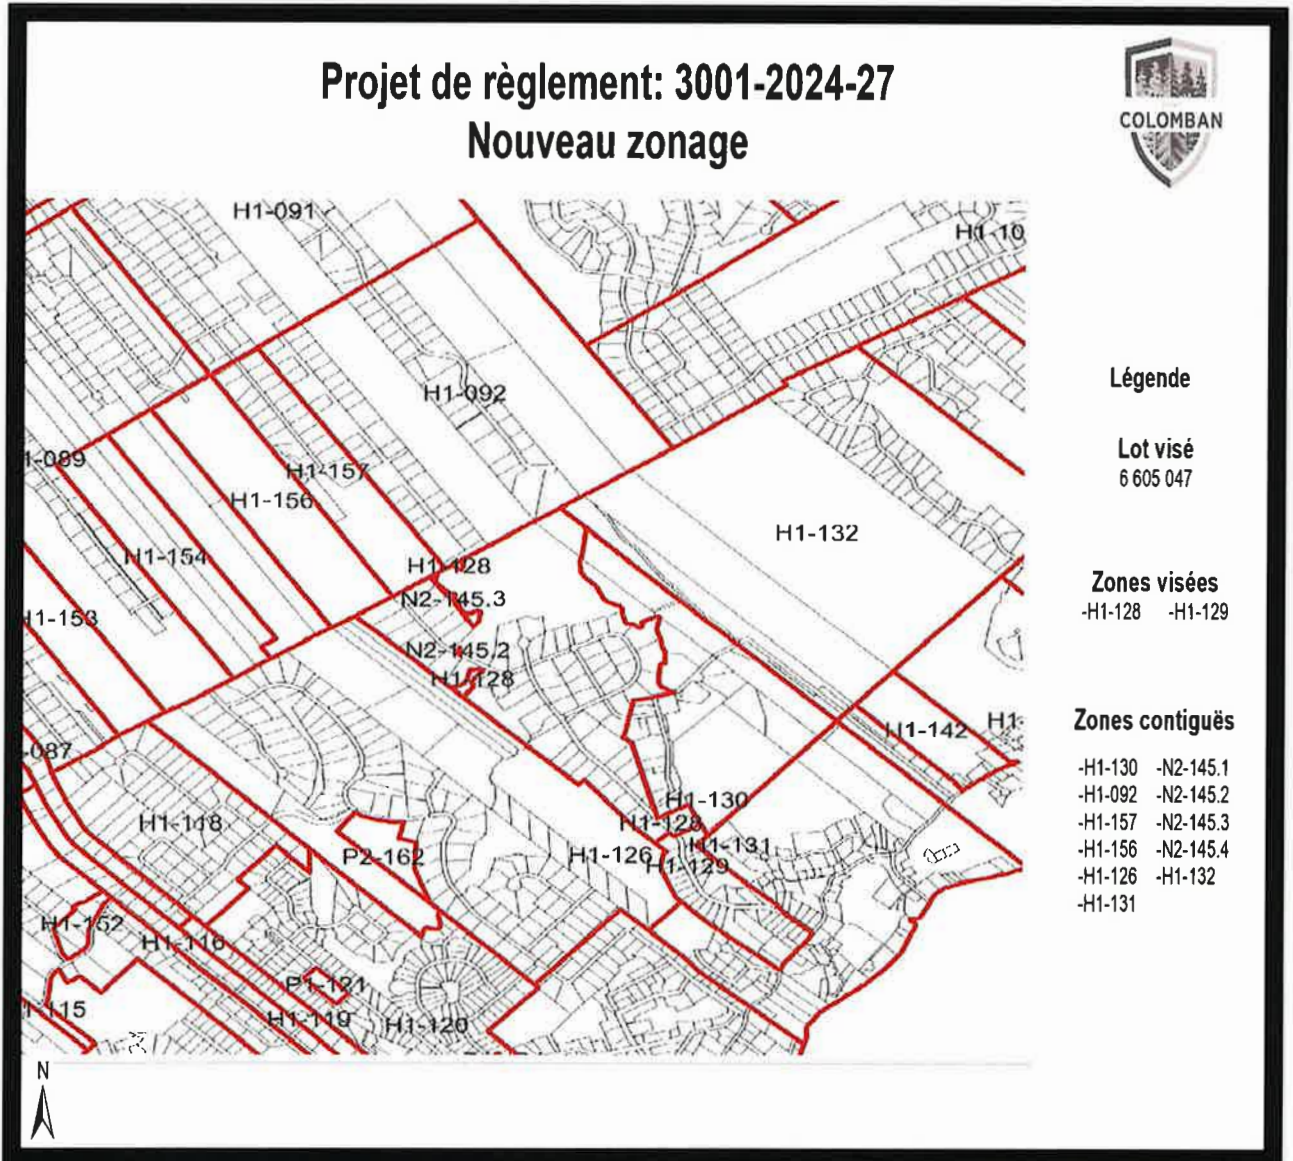 Projet de règlement: 3001-2024-27
Nouveau zonage
COLOMBAN
H1-091
H1-10
H1-092
1-089
H1-157
H1-156
H1-132
H1-154
H1-128
N2-145.3
H1-153
N2-145.2
H1-128
H1-142
H1-
-087
H1-130
H1-118
H1-128
P2-162
H1-126
H1-131
H1-129
H1-152
H1-116
P1-121
1-115
H1-119
H1-120
N
Légende
Lot visé
6 605 047
Zones visées
-H1-128 -H1-129
Zones contiguës
-H1-130 -N2-145.1
-H1-092 -N2-145.2
-H1-157 -N2-145.3
-H1-156 -N2-145.4
-H1-126 -H1-132
-H1-131